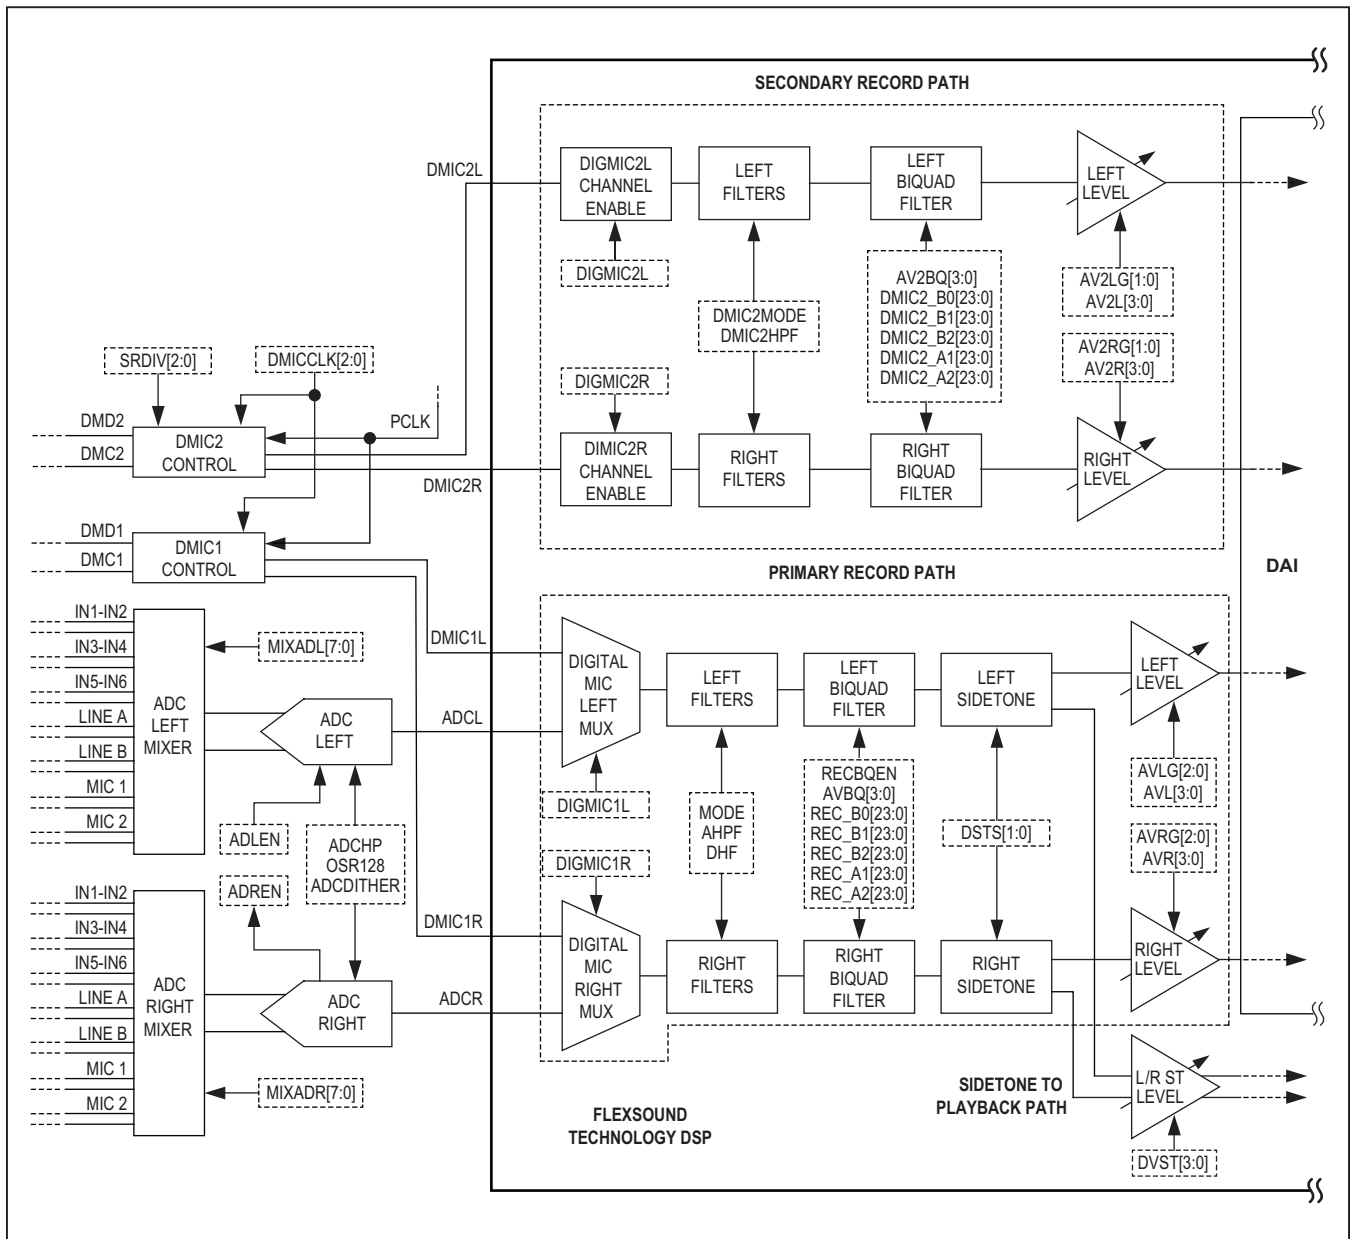 SECONDARY RECORD PATH
DMIC2L
DIGMIC2L
CHANNEL
ENABLE
LEFT
FILTERS
LEFT
BIQUAD
FILTER
LEFT
LEVEL
DIGMIC2L
DMIC2MODE
DMIC2HPF
AV2BQ[3:0]
DMIC2_B0[23:0]
DMIC2_B1[23:0]
DMIC2_B2[23:0]
DMIC2_A1[23:0]
DMIC2_A2[23:0]
AV2LG[1:0]
AV2L[3:0]
AV2RG[1:0]
AV2R[3:0]
SRDIV[2:0]
DMICCLK[2:0]
DIGMIC2R
PCLK
DMD2
DMC2
DMIC2
CONTROL
DMIC2R
DIMIC2R
CHANNEL
ENABLE
RIGHT
FILTERS
RIGHT
BIQUAD
FILTER
RIGHT
LEVEL
DMD1
DMC1
DMIC1
CONTROL
PRIMARY RECORD PATH
DAI
IN1-IN2
IN3-IN4
IN5-IN6
LINE A
LINE B
MIC 1
MIC 2
ADC
LEFT
MIXER
MIXADL[7:0]
ADC
LEFT
DMIC1L
ADCL
DIGITAL
MIC
LEFT
MUX
LEFT
FILTERS
LEFT
BIQUAD
FILTER
LEFT
SIDETONE
LEFT
LEVEL
DIGMIC1L
ADLEN
ADCHP
OSR128
ADCDITHER
ADREN
MODE
AHPF
DHF
RECBQEN
AVBQ[3:0]
REC_B0[23:0]
REC_B1[23:0]
REC_B2[23:0]
REC_A1[23:0]
REC_A2[23:0]
DSTS[1:0]
AVLG[2:0]
AVL[3:0]
AVRG[2:0]
AVR[3:0]
DIGMIC1R
IN1-IN2
IN3-IN4
IN5-IN6
LINE A
LINE B
MIC 1
MIC 2
ADC
RIGHT
MIXER
MIXADR[7:0]
ADC
RIGHT
DMIC1R
ADCR
DIGITAL
MIC
RIGHT
MUX
RIGHT
FILTERS
RIGHT
BIQUAD
FILTER
RIGHT
SIDETONE
RIGHT
LEVEL
L/R ST
LEVEL
SIDETONE TO
PLAYBACK PATH
FLEXSOUND
TECHNOLOGY DSP
DVST[3:0]